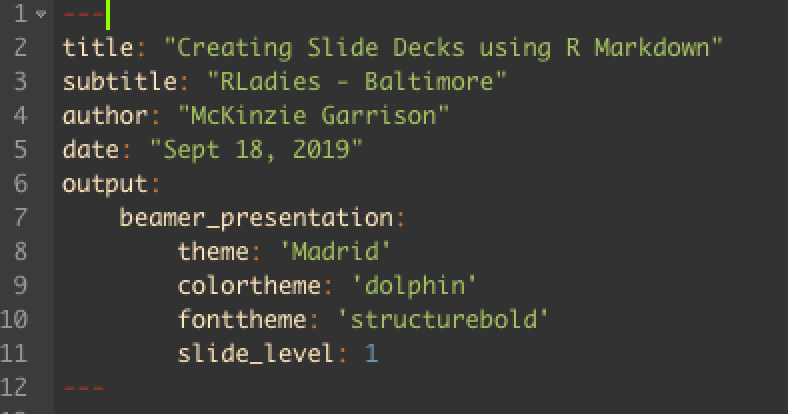 1 ---
2 title: "Creating Slide Decks using R Markdown"
3 subtitle: "RLadies - Baltimore"
4 author: "McKinzie Garrison"
5 date: "Sept 18, 2019"
6 output:
7     beamer_presentation:
8         theme: 'Madrid'
9         colortheme: 'dolphin'
10         fonttheme: 'structurebold'
11         slide_level: 1
12 ---